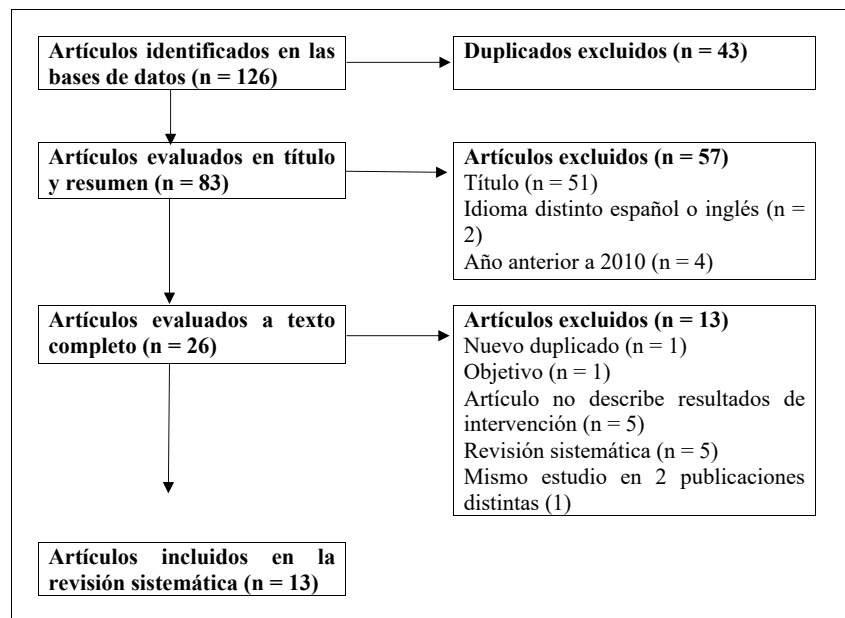 Artículos identificados en las
bases de datos (n = 126)
Duplicados excluidos (n = 43)
Artículos evaluados en título
y resumen (n = 83)
Artículos excluidos (n = 57)
Título (n = 51)
Idioma distinto español o inglés (n =
2)
Año anterior a 2010 (n = 4)
Artículos evaluados a texto
completo (n = 26)
Artículos excluidos (n = 13)
Nuevo duplicado (n = 1)
Objetivo (n = 1)
Artículo no describe resultados de
intervención (n = 5)
Revisión sistemática (n = 5)
Mismo estudio en 2 publicaciones
distintas (1)
Artículos incluidos en la
revisión sistemática (n = 13)